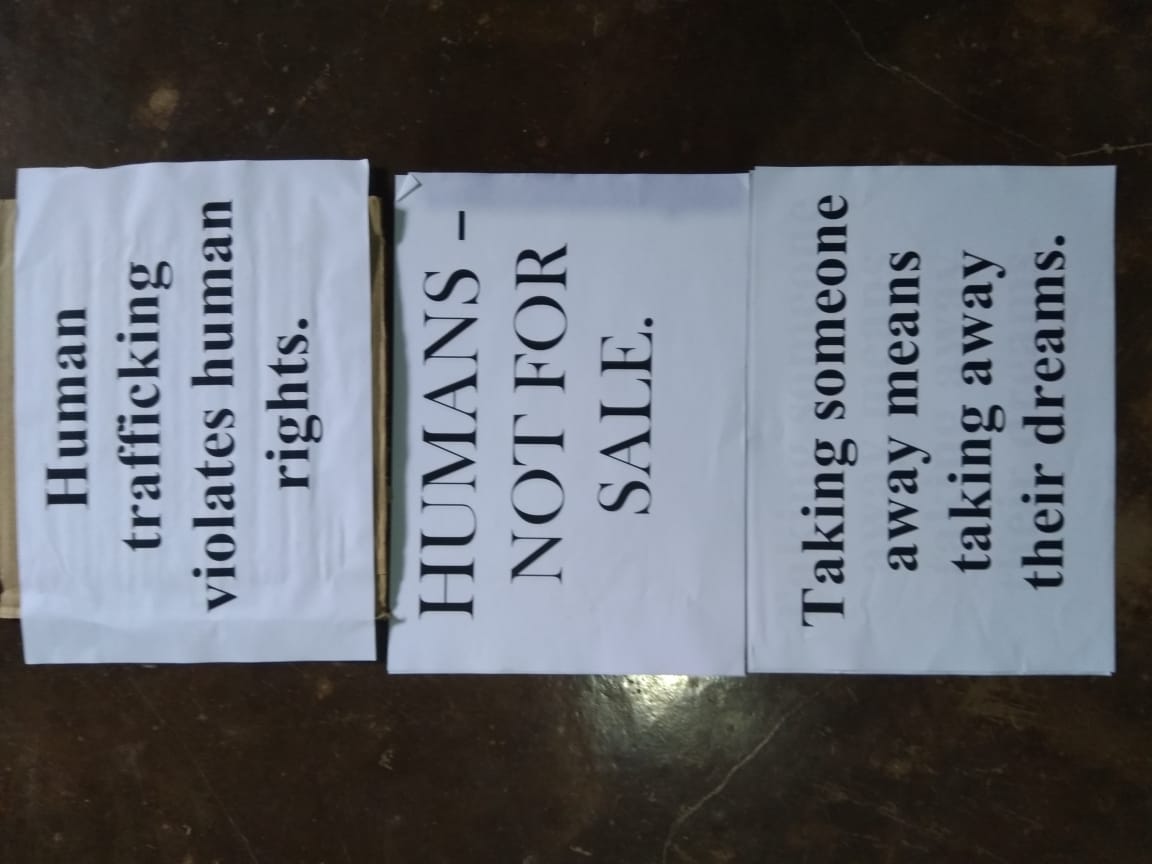 Human
trafficking
violates human
rights.
HUMANS –
NOT FOR
SALE.
Taking someone
away means
taking away
their dreams.